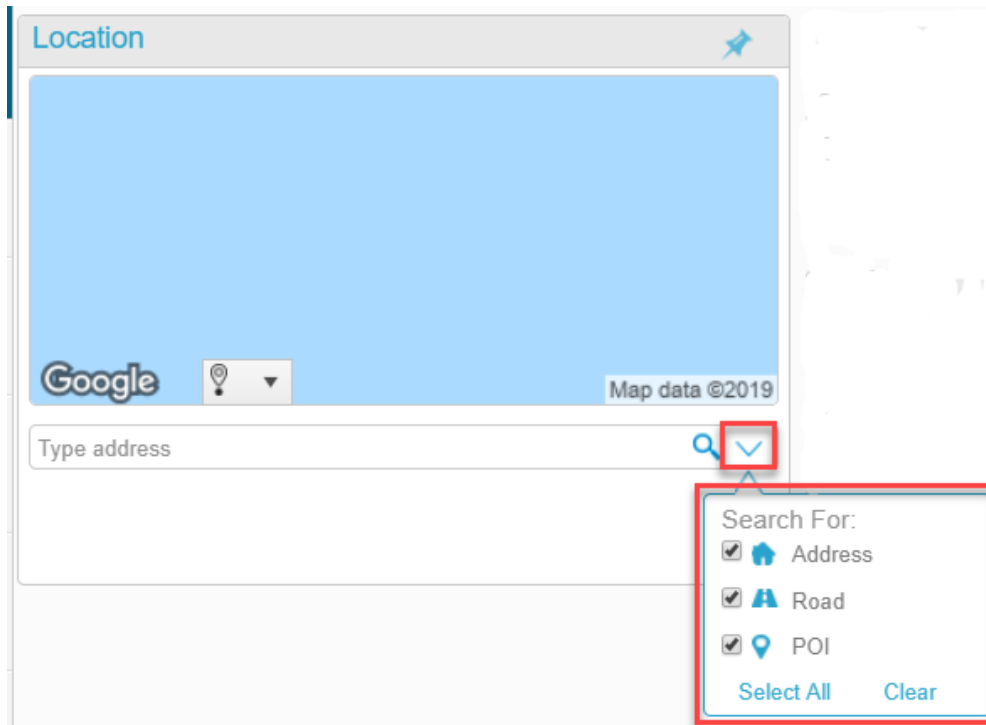 Location
Google
Map data ©2019
Type address
Search For:
Address
Road
POI
Select All Clear